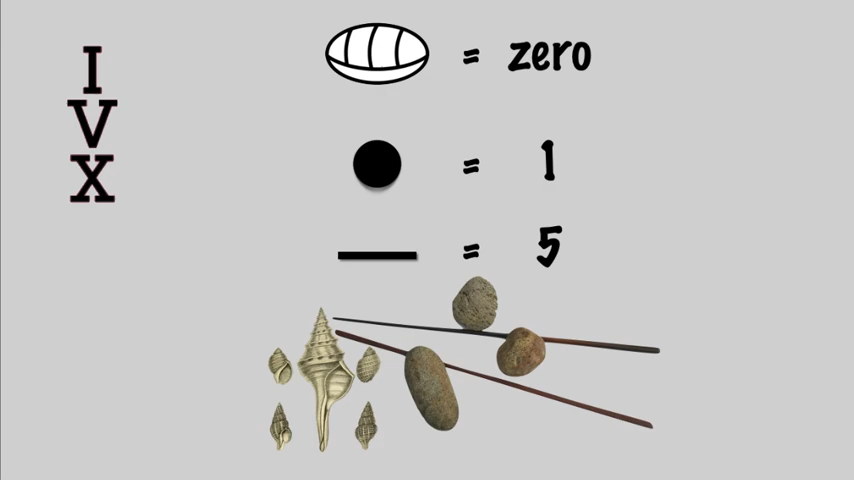 I
V
X
= zero
= 1
= 5